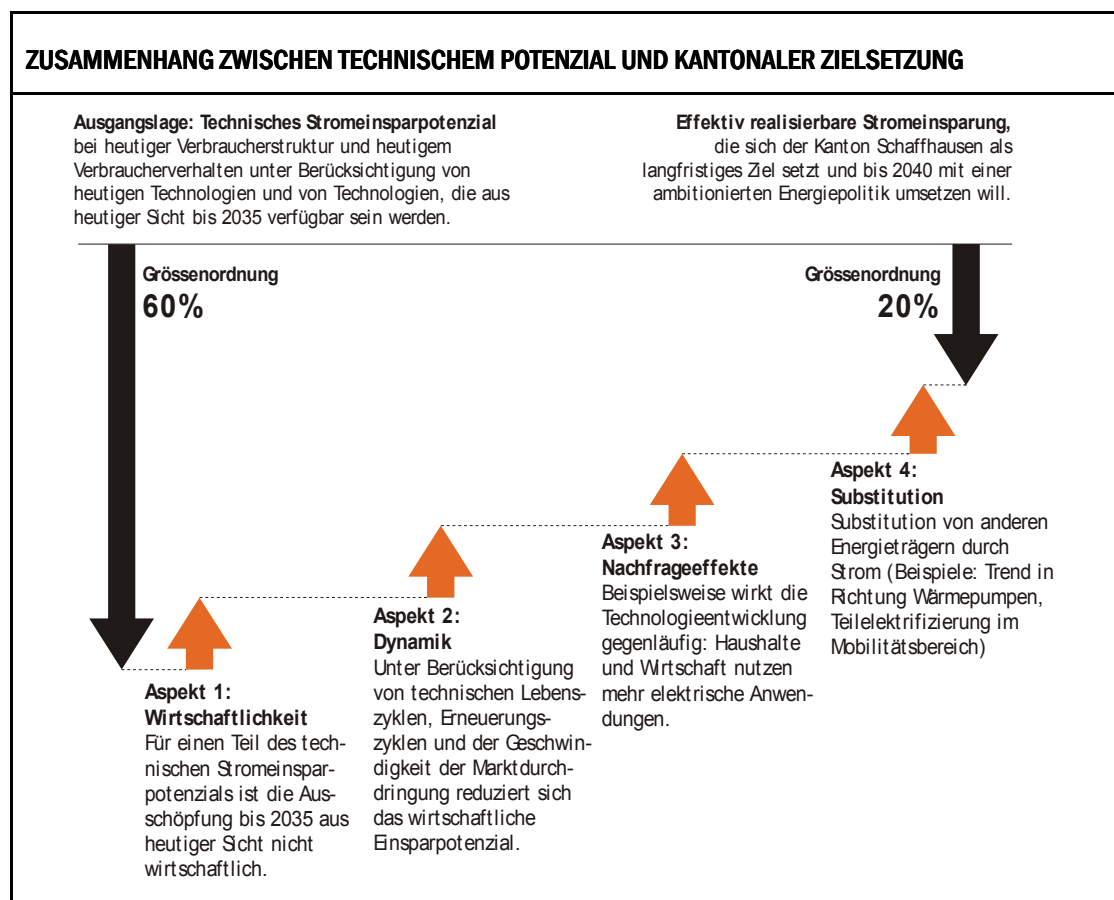 ZUSAMMENHANG ZWISCHEN TECHNISCHEM POTENZIAL UND KANTONALER ZIELSETZUNG
Ausgangslage: Technisches Stromeinsparpotenzial
bei heutiger Verbraucherstruktur und heutigem
Verbraucherverhalten unter Berücksichtigung von
heutigen Technologien und von Technologien, die aus
heutiger Sicht bis 2035 verfügbar sein werden.
Effektiv realisierbare Stromeinsparung,
die sich der Kanton Schaffhausen als
langfristiges Ziel setzt und bis 2040 mit einer
ambitionierten Energiepolitik umsetzen will.
Grössenordnung
60%
Grössenordnung
20%
Aspekt 1:
Wirtschaftlichkeit
Für einen Teil des tech-
nischen Stromeinspar-
potenzials ist die Aus-
schöpfung bis 2035 aus
heutiger Sicht nicht
wirtschaftlich.
Aspekt 2:
Dynamik
Unter Berücksichtigung
von technischen Lebens-
zyklen, Erneuerungs-
zyklen und der Geschwin-
digkeit der Marktdurch-
dringung reduziert sich
das wirtschaftliche
Einsparpotenzial.
Aspekt 3:
Nachfrageeffekte
Beispielsweise wirkt die
Technologieentwicklung
gegenläufig: Haushalte
und Wirtschaft nutzen
mehr elektrische Anwen-
dungen.
Aspekt 4:
Substitution
Substitution von anderen
Energieträgern durch
Strom (Beispiele: Trend in
Richtung Wärmepumpen,
Teilelektrifizierung im
Mobilitätsbereich)